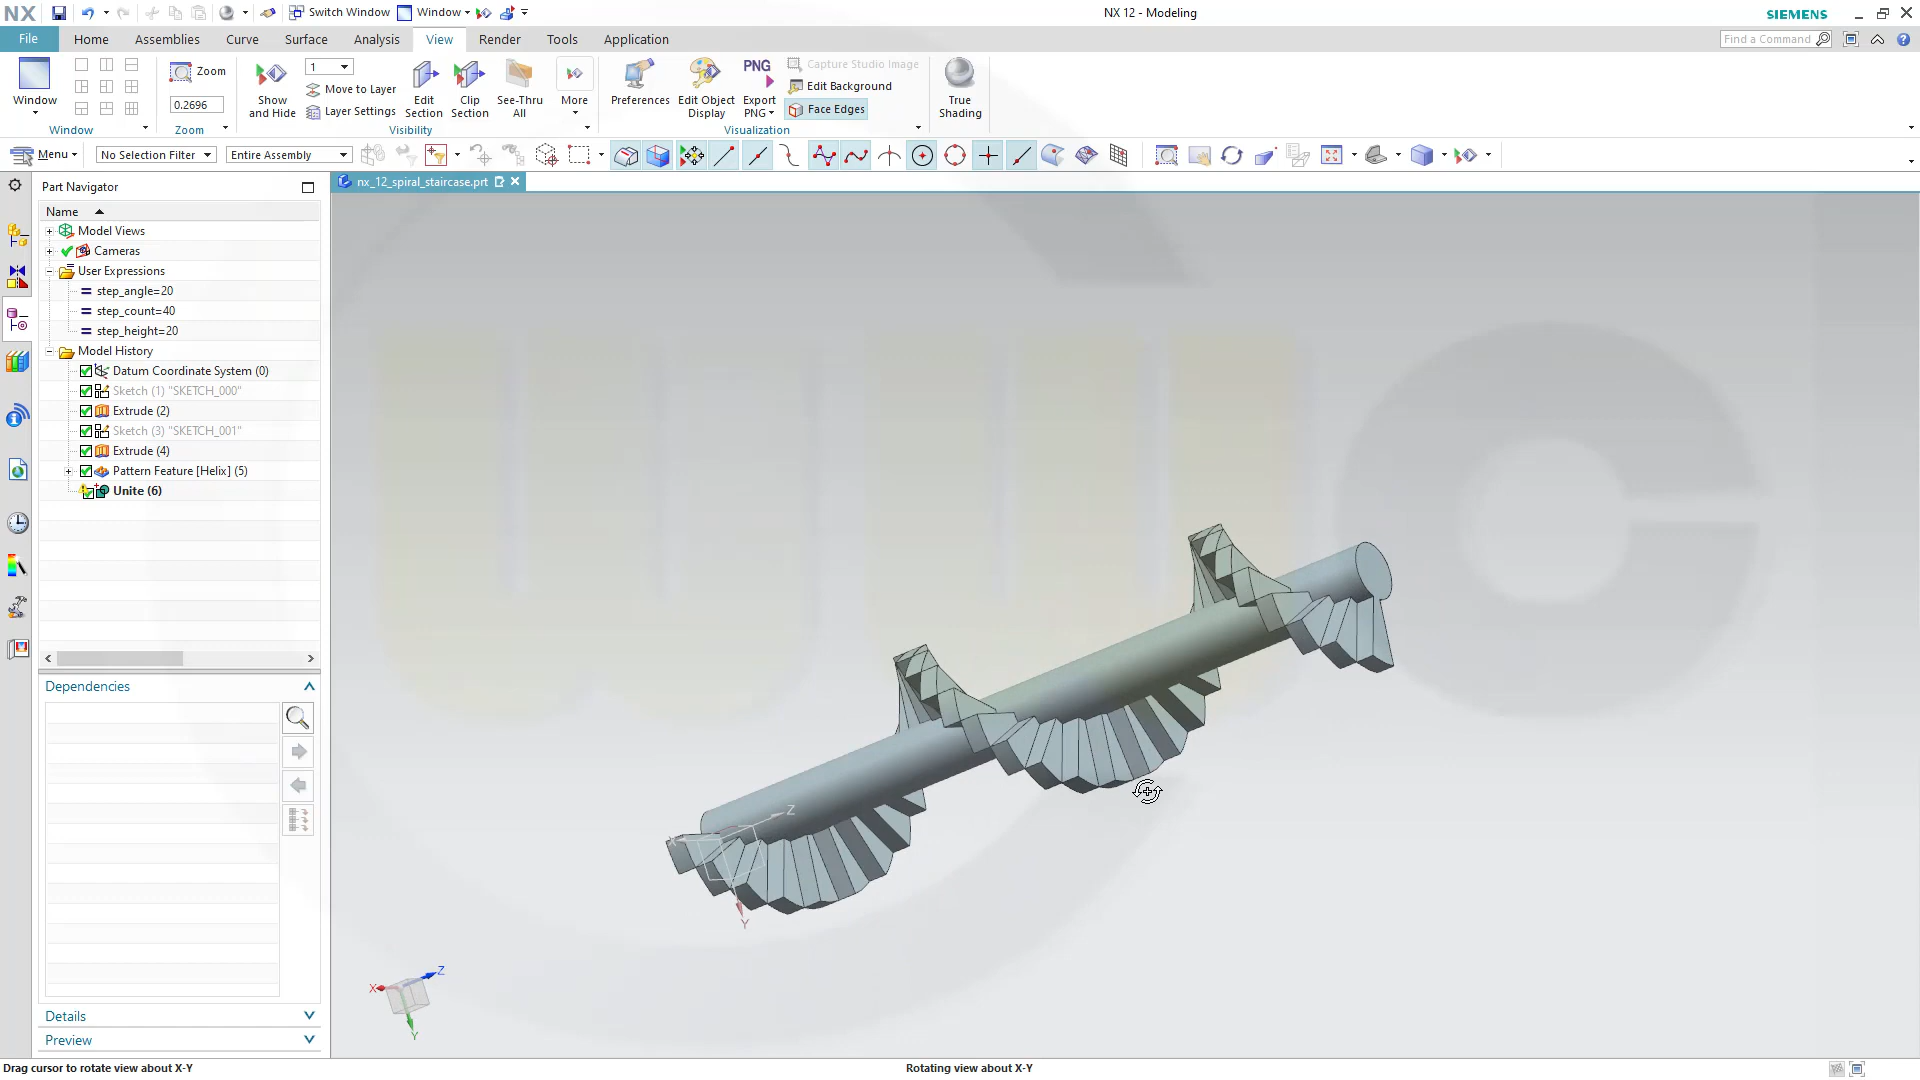 NX
Switch Window
Window
NX 12 - Modeling
SIEMENS
File
Home
Assemblies
Curve
Surface
Analysis
View
Render
Tools
Application
Find a Command
Window
Window
Zoom
0.2696
Zoom
Show and Hide
1
Move to Layer
Layer Settings
Edit Section
Clip Section
See-Thru All
More
Visibility
Preferences
Edit Object Display
PNG
Export PNG
Capture Studio Image
Edit Background
Face Edges
Visualization
True Shading
Menu
No Selection Filter
Entire Assembly
Part Navigator
nx_12_spiral_staircase.prt
Name
Model Views
Cameras
User Expressions
step_angle=20
step_count=40
step_height=20
Model History
Datum Coordinate System (0)
Sketch (1) "SKETCH_000"
Extrude (2)
Sketch (3) "SKETCH_001"
Extrude (4)
Pattern Feature [Helix] (5)
Unite (6)
Dependencies
Details
Preview
Z
X
Y
Z
X
Y
Drag cursor to rotate view about X-Y
Rotating view about X-Y